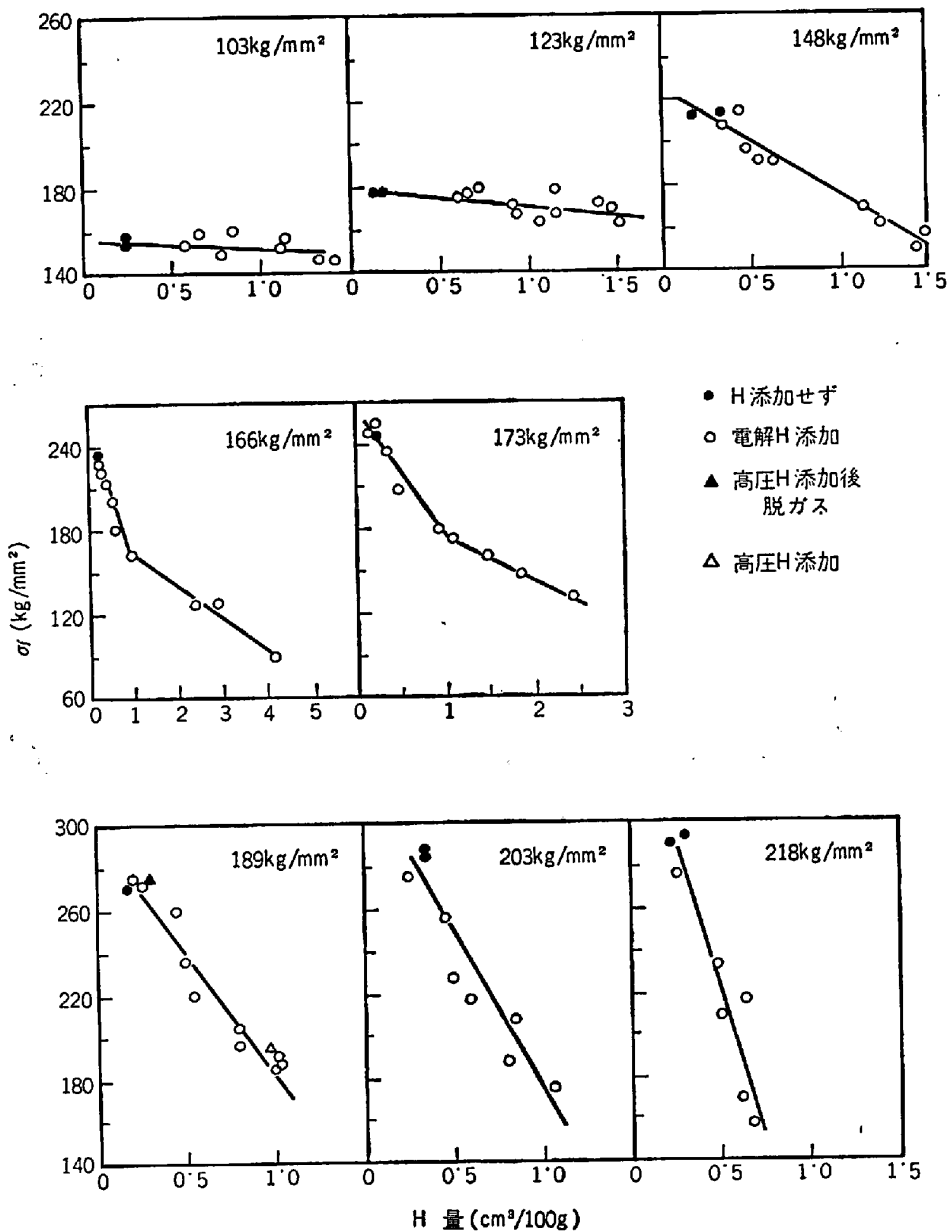 260
220
180
140
103kg/mm²
123kg/mm²
148kg/mm²
0 0·5 1·0
0 0·5 1·0 1·5
0 0·5 1·0 1·5
240
180
120
60
σf (kg/mm²)
166kg/mm²
173kg/mm²
0 1 2 3 4 5
0 1 2 3
● H添加せず
○ 電解H添加
▲ 高圧H添加後
脱ガス
△ 高圧H添加
300
260
220
180
140
189kg/mm²
203kg/mm²
218kg/mm²
0 0·5 1·0
0 0·5 1·0
0 0·5 1·0 1·5
H 量 (cm³/100g)